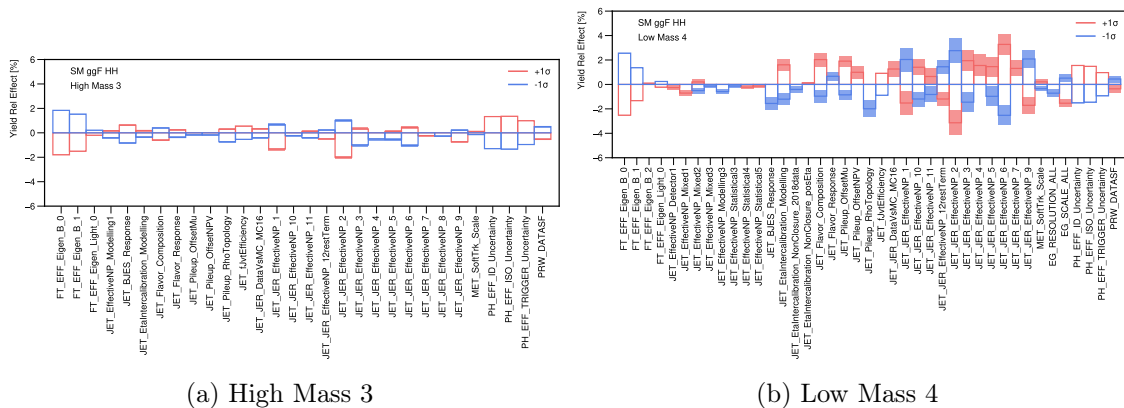 Yield Rel Effect [%]
6
4
2
0
−2
−4
−6
SM ggF HH
High Mass 3
+1σ
-1σ
FT_EFF_Eigen_B_0
FT_EFF_Eigen_B_1
FT_EFF_Eigen_Light_0
JET_EffectiveNP_Modelling1
JET_BJES_Response
JET_EtaIntercalibration_Modelling
JET_Flavor_Composition
JET_Flavor_Response
JET_Pileup_OffsetMu
JET_Pileup_OffsetNPV
JET_Pileup_RhoTopology
JET_JvtEfficiency
JET_JER_DataVsMC_MC16
JET_JER_EffectiveNP_1
JET_JER_EffectiveNP_10
JET_JER_EffectiveNP_11
JET_JER_EffectiveNP_12restTerm
JET_JER_EffectiveNP_2
JET_JER_EffectiveNP_3
JET_JER_EffectiveNP_4
JET_JER_EffectiveNP_5
JET_JER_EffectiveNP_6
JET_JER_EffectiveNP_7
JET_JER_EffectiveNP_8
JET_JER_EffectiveNP_9
MET_SoftTrk_Scale
PH_EFF_ID_Uncertainty
PH_EFF_ISO_Uncertainty
PH_EFF_TRIGGER_Uncertainty
PRW_DATASF
(a) High Mass 3
Yield Rel Effect [%]
6
4
2
0
−2
−4
−6
SM ggF HH
Low Mass 4
+1σ
-1σ
FT_EFF_Eigen_B_0
FT_EFF_Eigen_B_1
FT_EFF_Eigen_B_2
FT_EFF_Eigen_Light_0
JET_EffectiveNP_Detector1
JET_EffectiveNP_Mixed1
JET_EffectiveNP_Mixed2
JET_EffectiveNP_Mixed3
JET_EffectiveNP_Modelling3
JET_EffectiveNP_Statistical3
JET_EffectiveNP_Statistical4
JET_EffectiveNP_Statistical5
JET_BJES_Response
JET_EtaIntercalibration_Modelling
JET_EtaIntercalibration_NonClosure_2018data
JET_EtaIntercalibration_NonClosure_posEta
JET_Flavor_Composition
JET_Flavor_Response
JET_Pileup_OffsetMu
JET_Pileup_OffsetNPV
JET_Pileup_RhoTopology
JET_JvtEfficiency
JET_JER_DataVsMC_MC16
JET_JER_EffectiveNP_1
JET_JER_EffectiveNP_10
JET_JER_EffectiveNP_11
JET_JER_EffectiveNP_12restTerm
JET_JER_EffectiveNP_2
JET_JER_EffectiveNP_3
JET_JER_EffectiveNP_4
JET_JER_EffectiveNP_5
JET_JER_EffectiveNP_6
JET_JER_EffectiveNP_7
JET_JER_EffectiveNP_9
MET_SoftTrk_Scale
EG_RESOLUTION_ALL
EG_SCALE_ALL
PH_EFF_ID_Uncertainty
PH_EFF_ISO_Uncertainty
PH_EFF_TRIGGER_Uncertainty
PRW_DATASF
(b) Low Mass 4